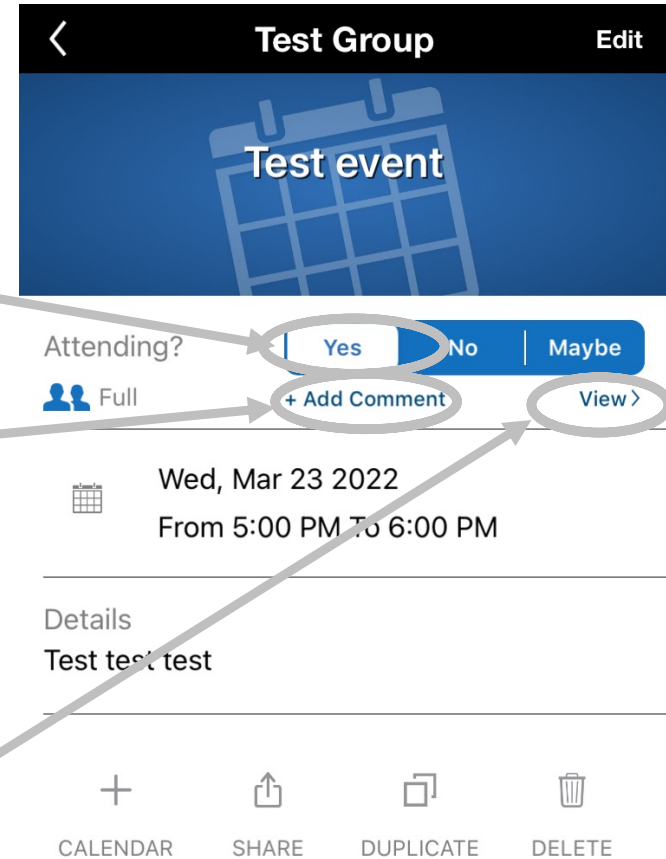 Test Group Edit
Test event
Attending? Yes No Maybe
Full + Add Comment View >
Wed, Mar 23 2022
From 5:00 PM To 6:00 PM
Details
Test test test
CALENDAR SHARE DUPLICATE DELETE